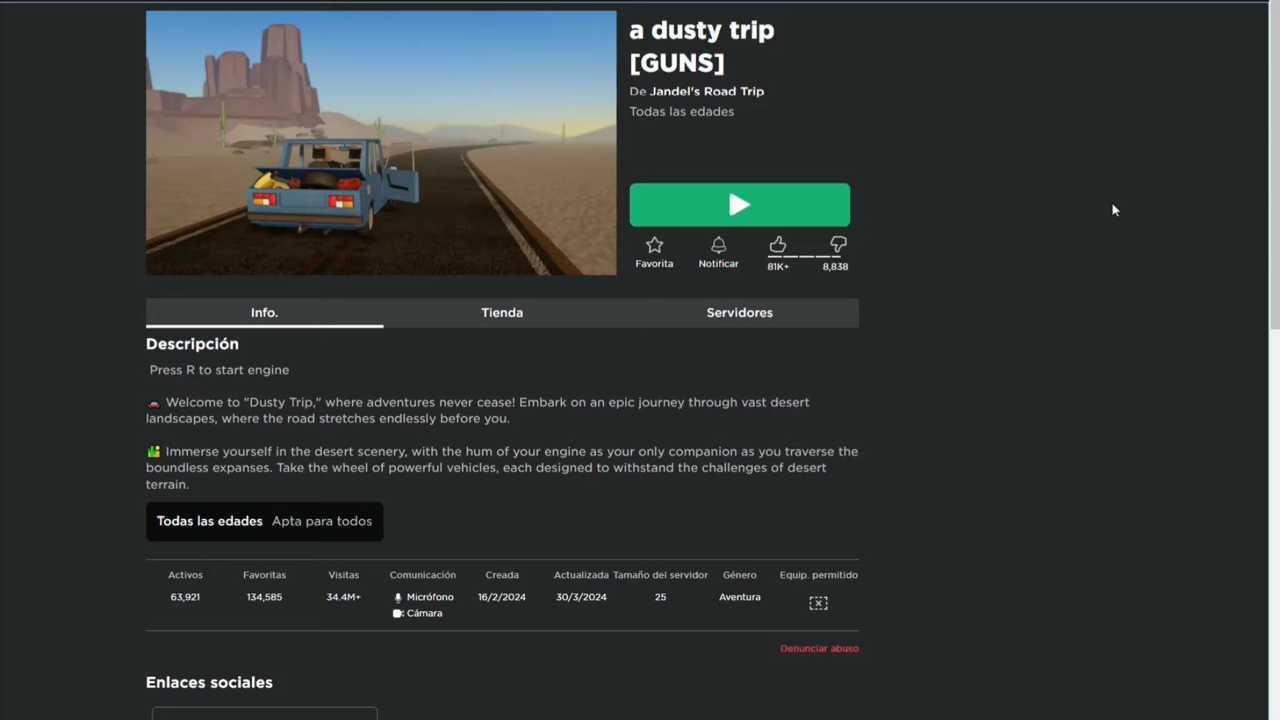 a dusty trip
[GUNS]
De Jandel's Road Trip
Todas las edades
Favorita
Notificar
81K+
8,838
Info.
Tienda
Servidores
Descripción
Press R to start engine
🚗 Welcome to "Dusty Trip," where adventures never cease! Embark on an epic journey through vast desert
landscapes, where the road stretches endlessly before you.
🏜️ Immerse yourself in the desert scenery, with the hum of your engine as your only companion as you traverse the
boundless expanses. Take the wheel of powerful vehicles, each designed to withstand the challenges of desert
terrain.
Todas las edades Apta para todos
Activos Favoritas Visitas Comunicación Creada Actualizada Tamaño del servidor Género Equip. permitido
63,921 134,585 34.4M+ Micrófono 16/2/2024 30/3/2024 25 Aventura
Cámara
Denunciar abuso
Enlaces sociales